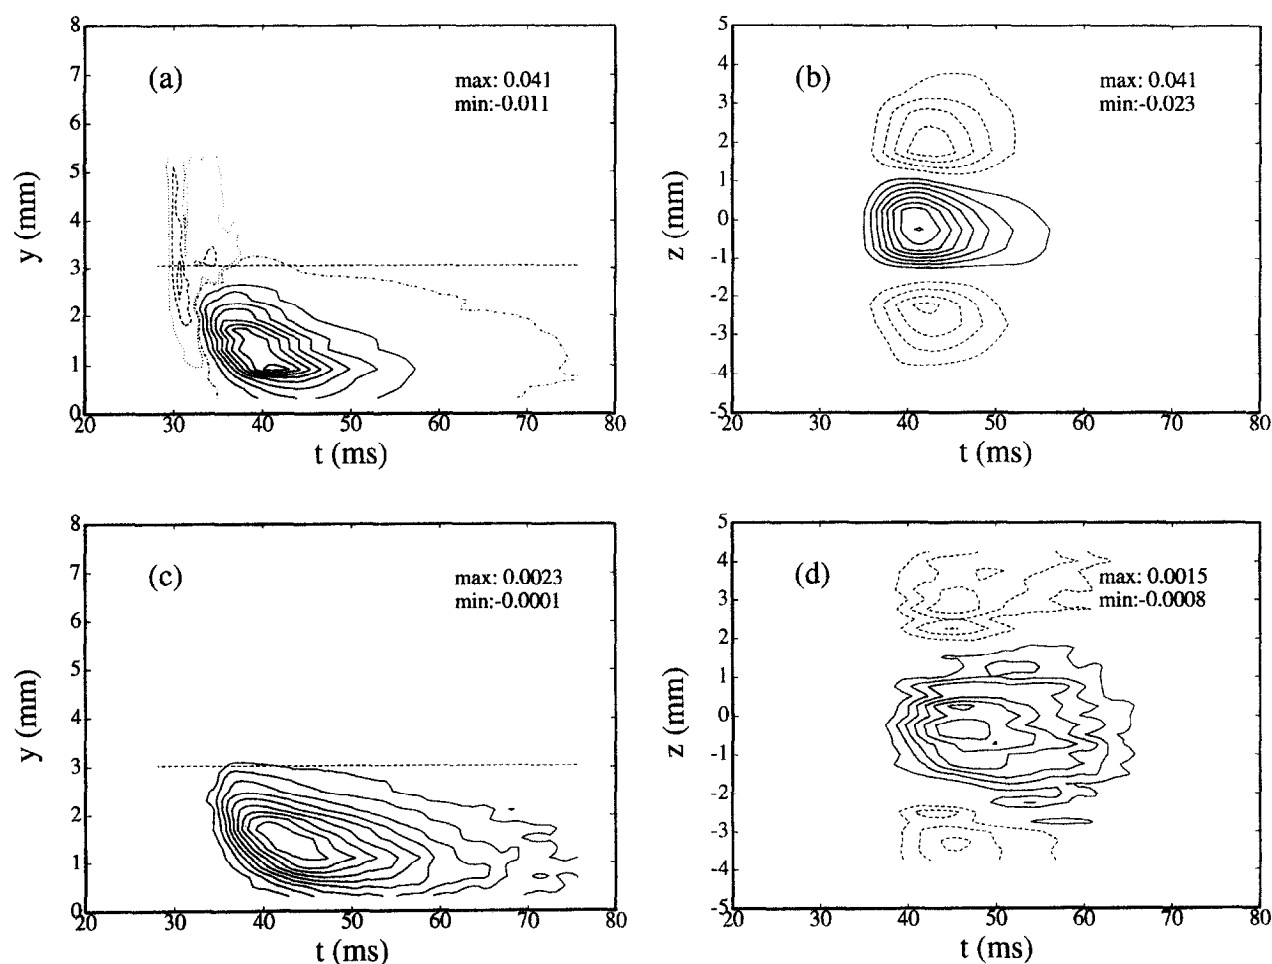 8
7
6
5
4
3
2
1
0
y (mm)
(a)
max: 0.041
min:-0.011
20 30 40 50 60 70 80
t (ms)
5
4
3
2
1
0
-1
-2
-3
-4
-5
z (mm)
(b)
max: 0.041
min:-0.023
20 30 40 50 60 70 80
t (ms)
8
7
6
5
4
3
2
1
0
y (mm)
(c)
max: 0.0023
min:-0.0001
20 30 40 50 60 70 80
t (ms)
5
4
3
2
1
0
-1
-2
-3
-4
-5
z (mm)
(d)
max: 0.0015
min:-0.0008
20 30 40 50 60 70 80
t (ms)